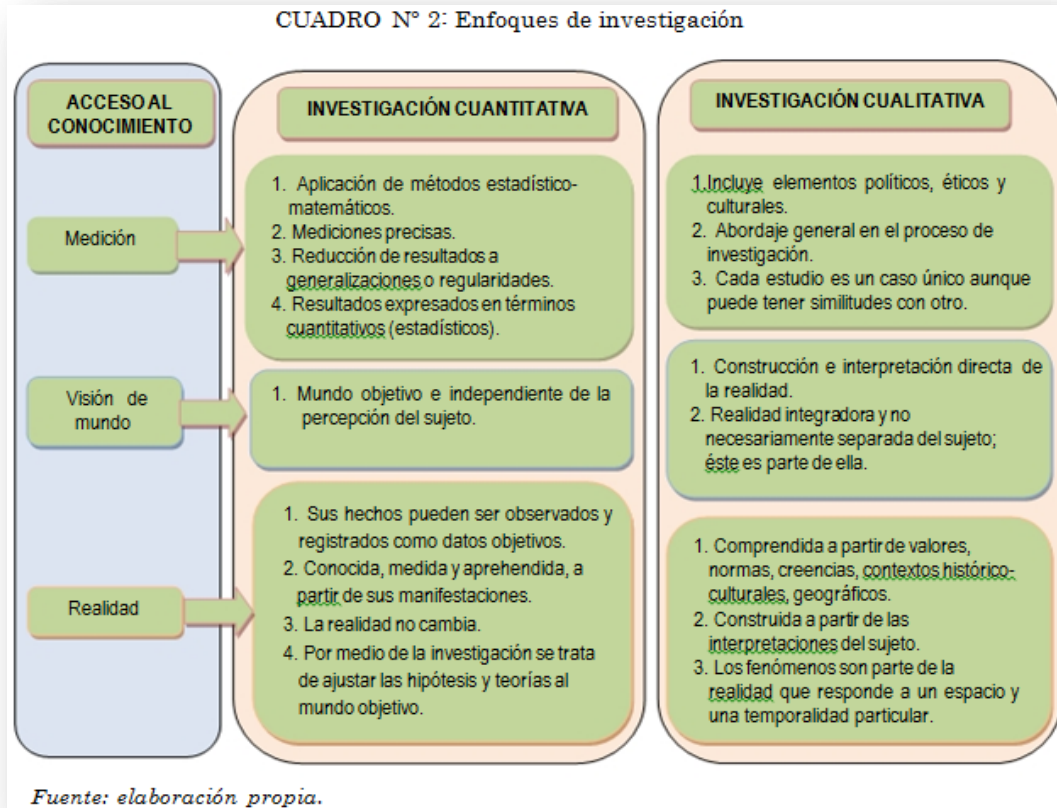 CUADRO N° 2: Enfoques de investigación
ACCESO AL
CONOCIMIENTO
INVESTIGACIÓN CUANTITATIVA
INVESTIGACIÓN CUALITATIVA
Medición
1. Aplicación de métodos estadístico-
matemáticos.
2. Mediciones precisas.
3. Reducción de resultados a
generalizaciones o regularidades.
4. Resultados expresados en términos
cuantitativos (estadísticos).
1.Incluye elementos políticos, éticos y
culturales.
2. Abordaje general en el proceso de
investigación.
3. Cada estudio es un caso único aunque
puede tener similitudes con otro.
Visión de
mundo
1. Mundo objetivo e independiente de la
percepción del sujeto.
1. Construcción e interpretación directa de
la realidad.
2. Realidad integradora y no
necesariamente separada del sujeto;
éste es parte de ella.
Realidad
1. Sus hechos pueden ser observados y
registrados como datos objetivos.
2. Conocida, medida y aprehendida, a
partir de sus manifestaciones.
3. La realidad no cambia.
4. Por medio de la investigación se trata
de ajustar las hipótesis y teorías al
mundo objetivo.
1. Comprendida a partir de valores,
normas, creencias, contextos histórico-
culturales, geográficos.
2. Construida a partir de las
interpretaciones del sujeto.
3. Los fenómenos son parte de la
realidad que responde a un espacio y
una temporalidad particular.
Fuente: elaboración propia.